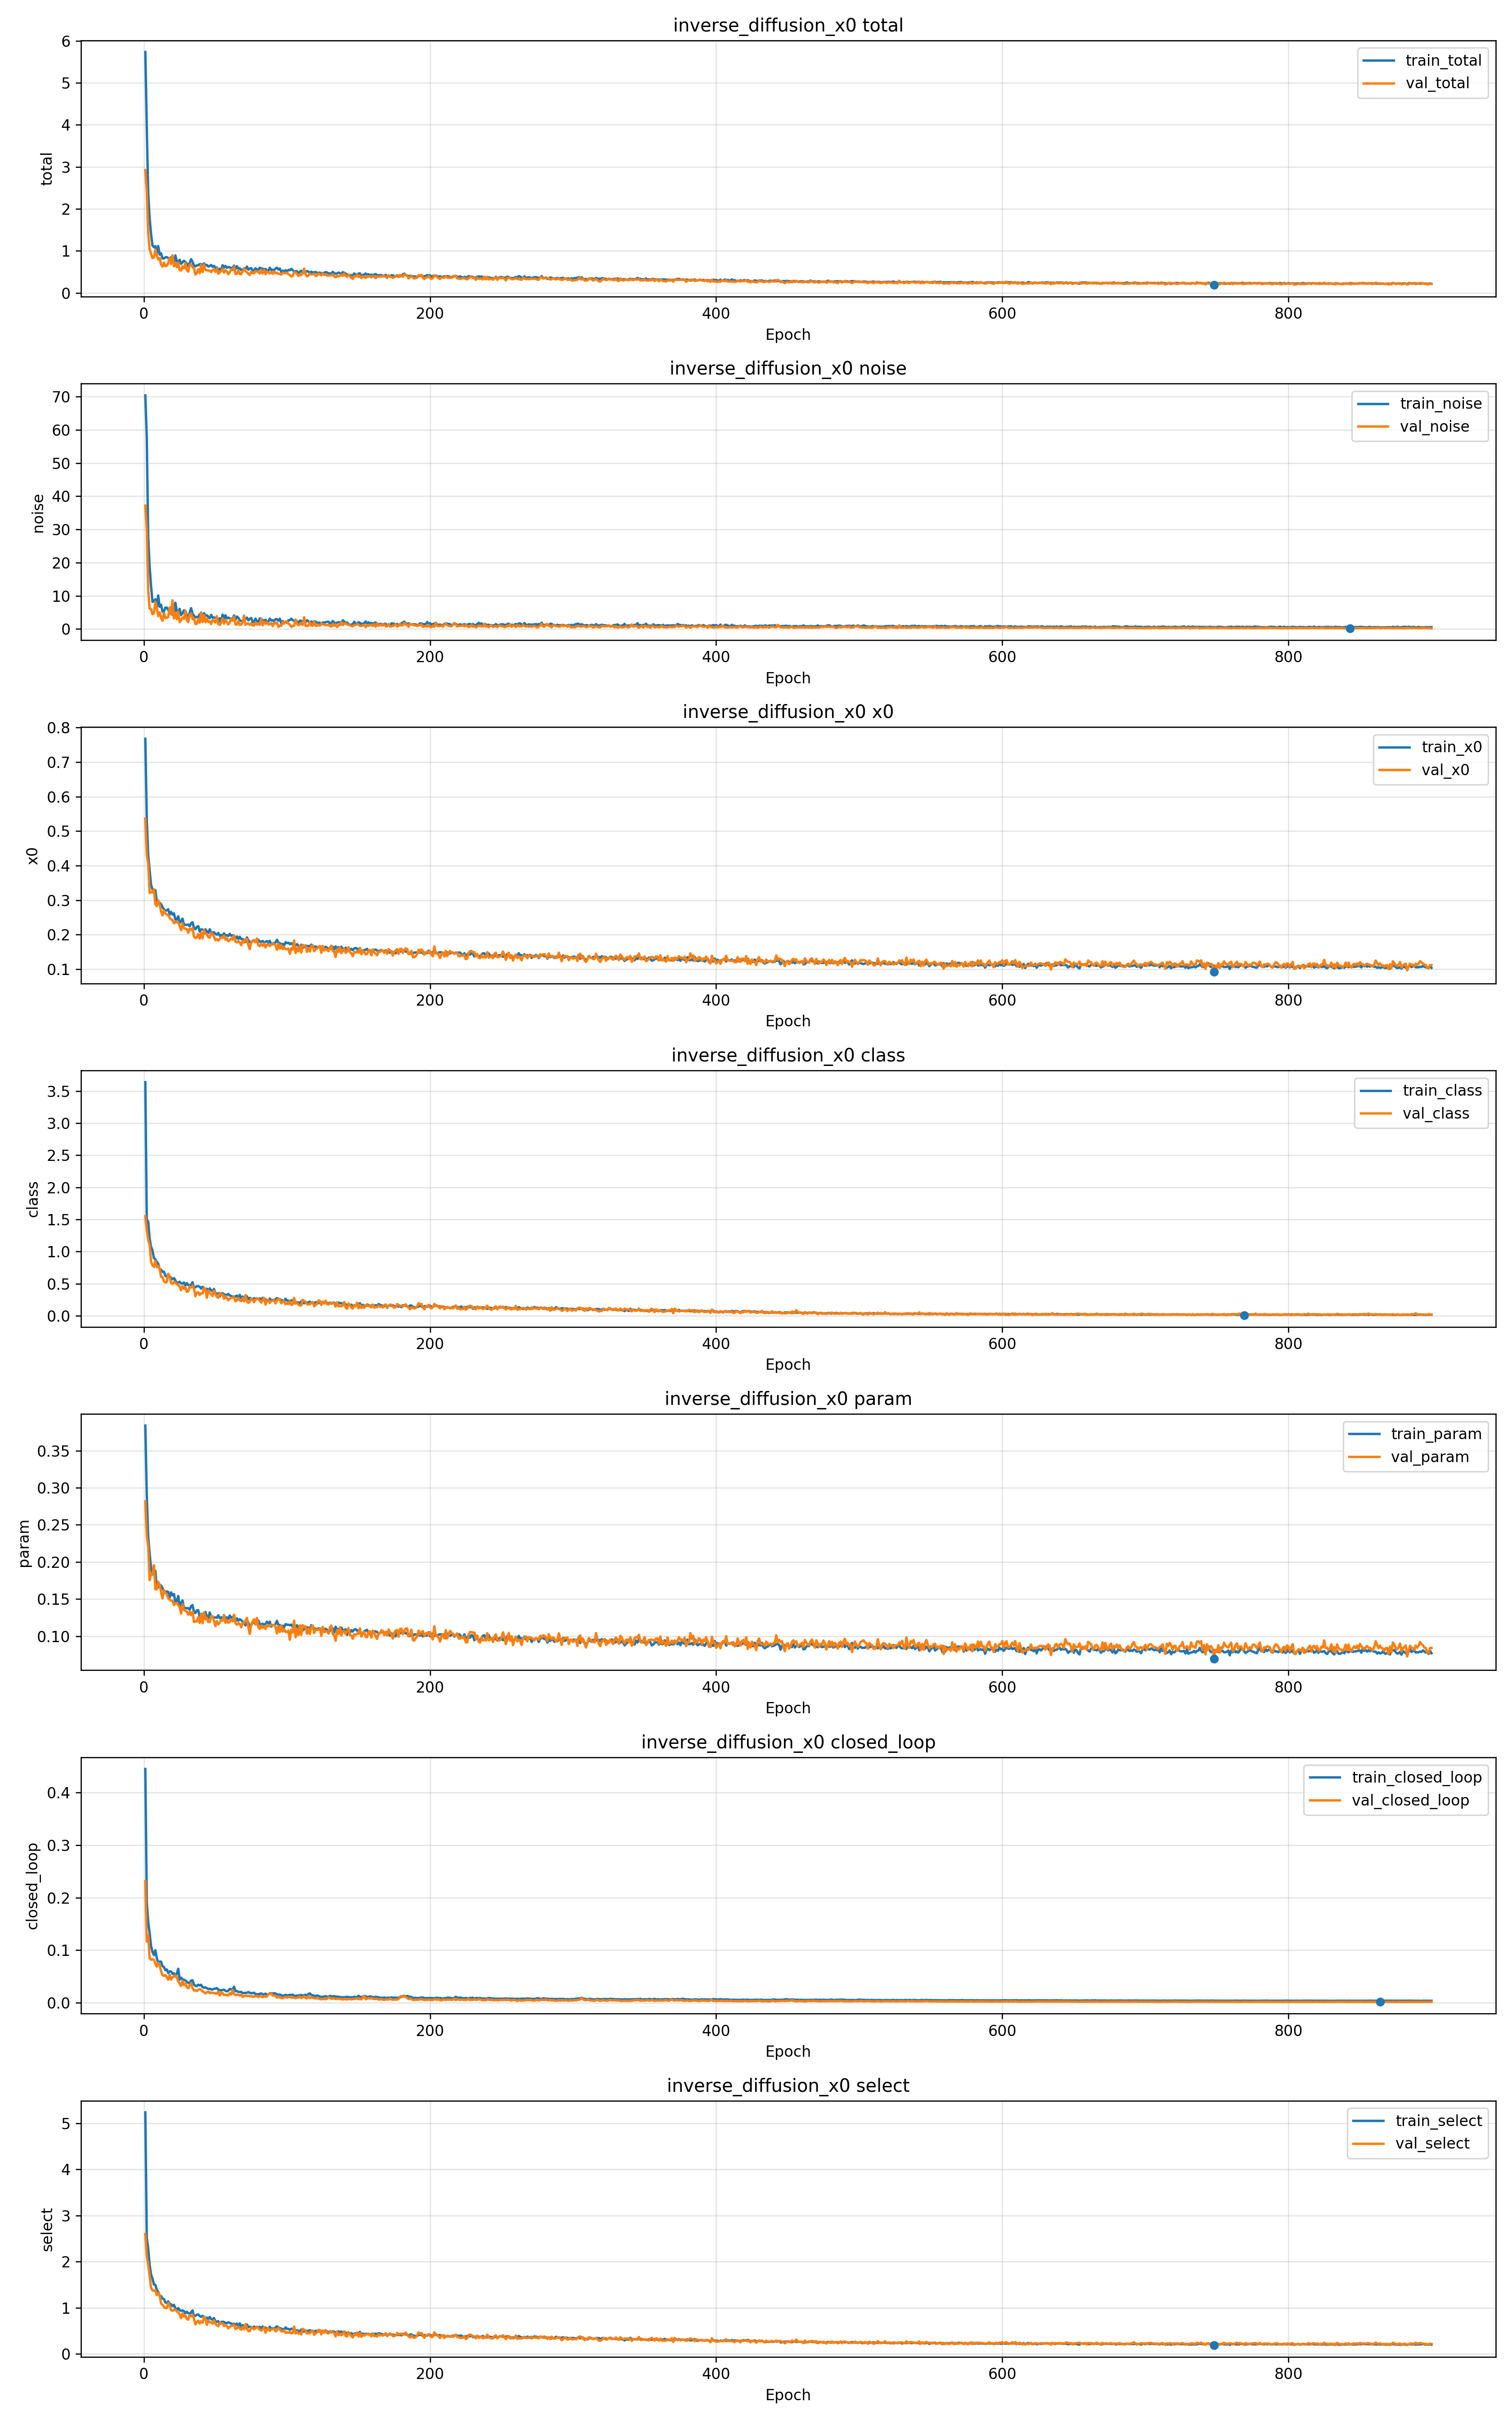 inverse_diffusion_x0 total
6
5
4
3
2
1
0
total
train_total
val_total
0 200 400 600 800
Epoch
inverse_diffusion_x0 noise
70
60
50
40
30
20
10
0
noise
train_noise
val_noise
0 200 400 600 800
Epoch
inverse_diffusion_x0 x0
0.8
0.7
0.6
0.5
0.4
0.3
0.2
0.1
x0
train_x0
val_x0
0 200 400 600 800
Epoch
inverse_diffusion_x0 class
3.5
3.0
2.5
2.0
1.5
1.0
0.5
0.0
class
train_class
val_class
0 200 400 600 800
Epoch
inverse_diffusion_x0 param
0.35
0.30
0.25
0.20
0.15
0.10
param
train_param
val_param
0 200 400 600 800
Epoch
inverse_diffusion_x0 closed_loop
0.4
0.3
0.2
0.1
0.0
closed_loop
train_closed_loop
val_closed_loop
0 200 400 600 800
Epoch
inverse_diffusion_x0 select
5
4
3
2
1
0
select
train_select
val_select
0 200 400 600 800
Epoch